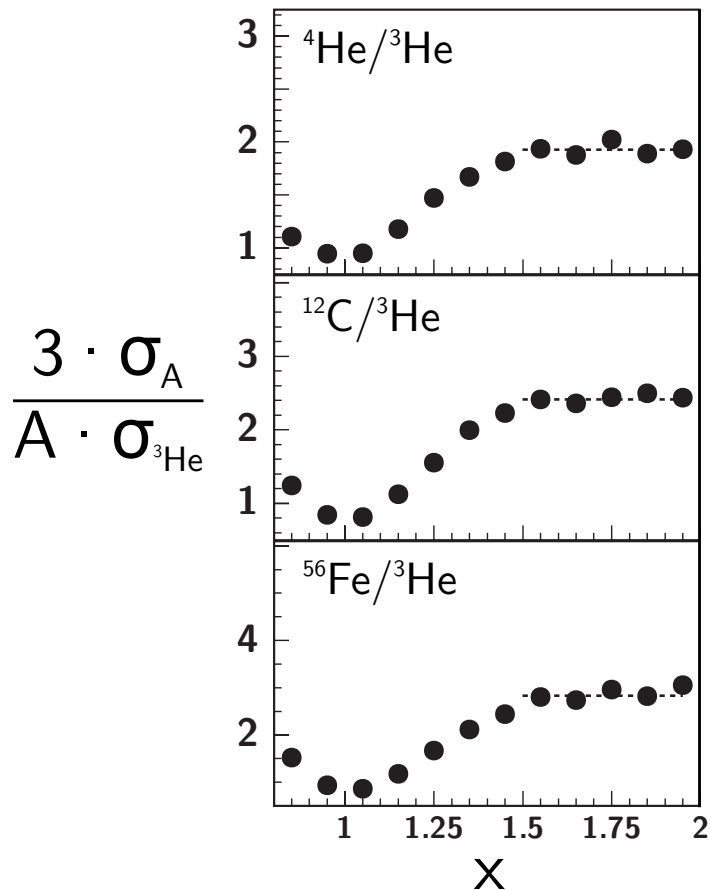 3 · σ_A
A · σ_³He
⁴He/³He
3
2
1
¹²C/³He
3
2
1
⁵⁶Fe/³He
4
2
1 1.25 1.5 1.75 2
X